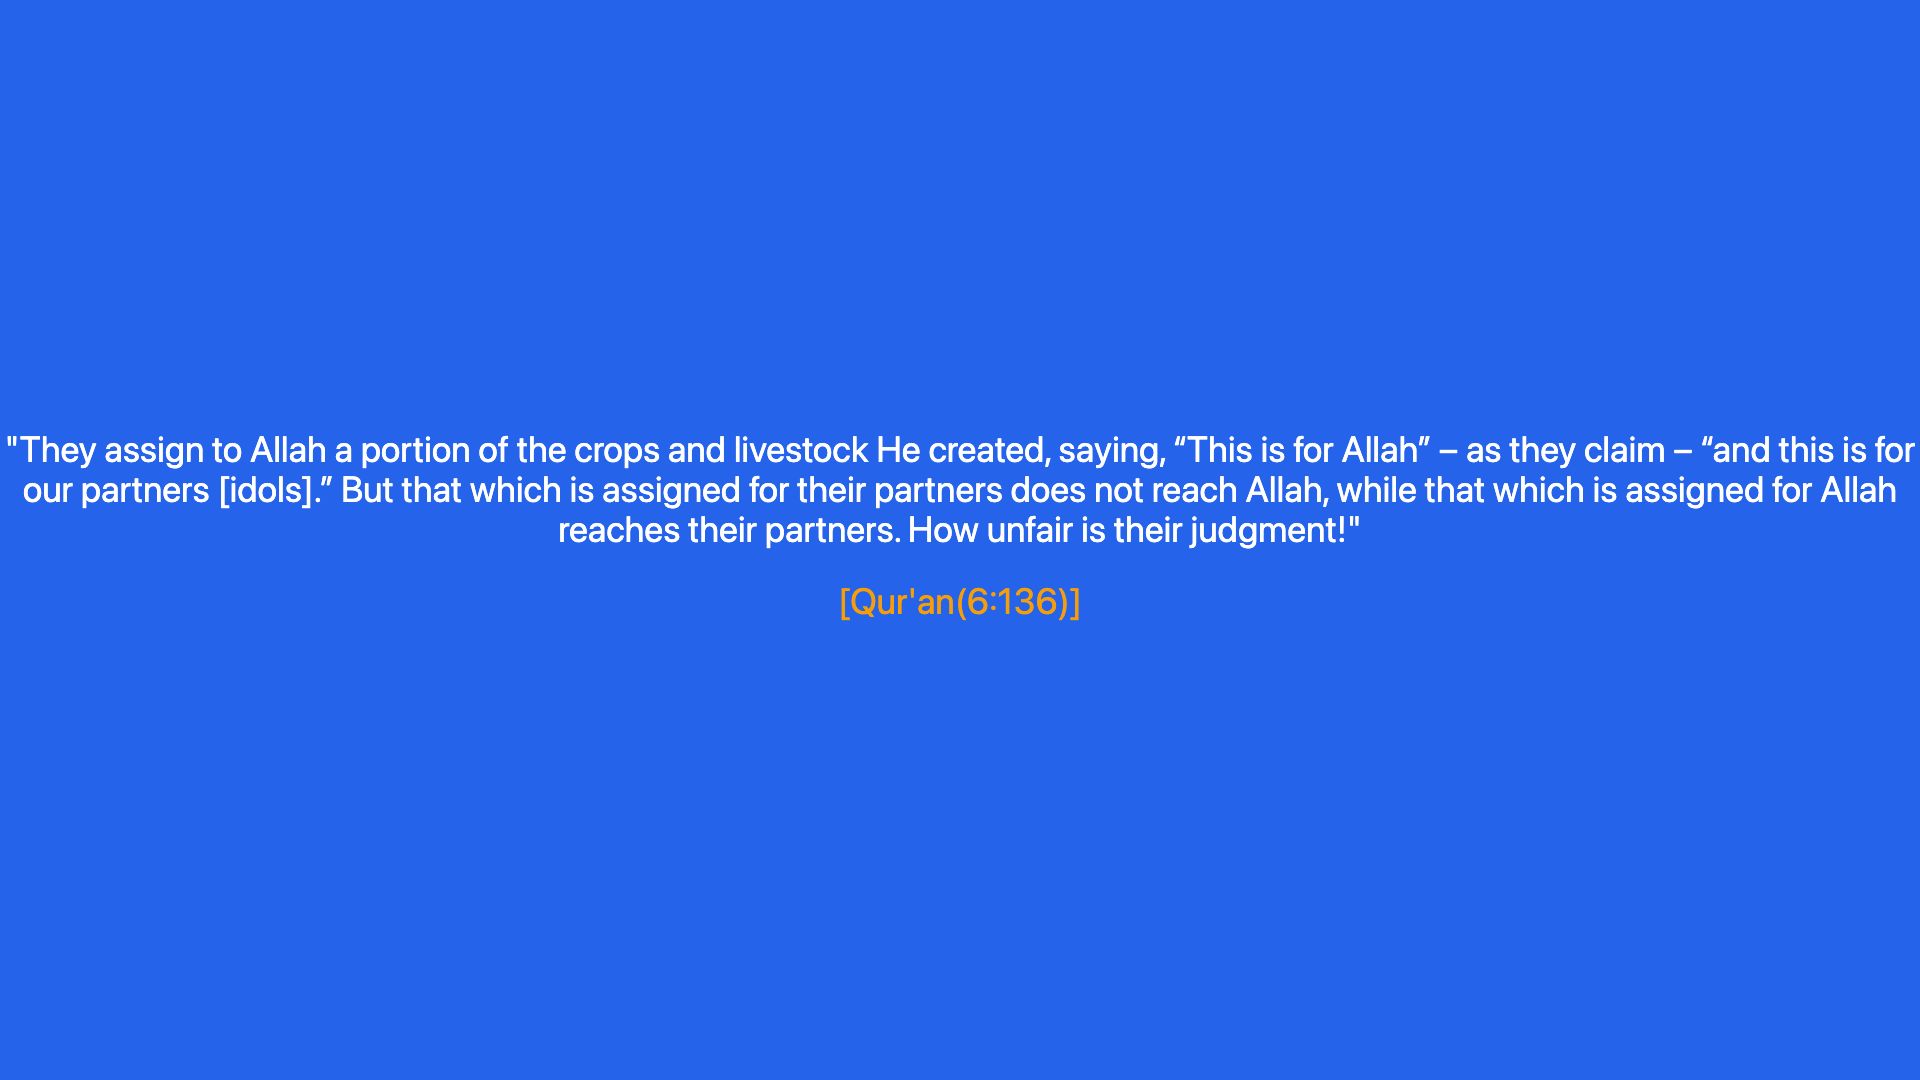 "They assign to Allah a portion of the crops and livestock He created, saying, “This is for Allah” – as they claim – “and this is for
our partners [idols].” But that which is assigned for their partners does not reach Allah, while that which is assigned for Allah
reaches their partners. How unfair is their judgment!"
[Qur'an(6:136)]